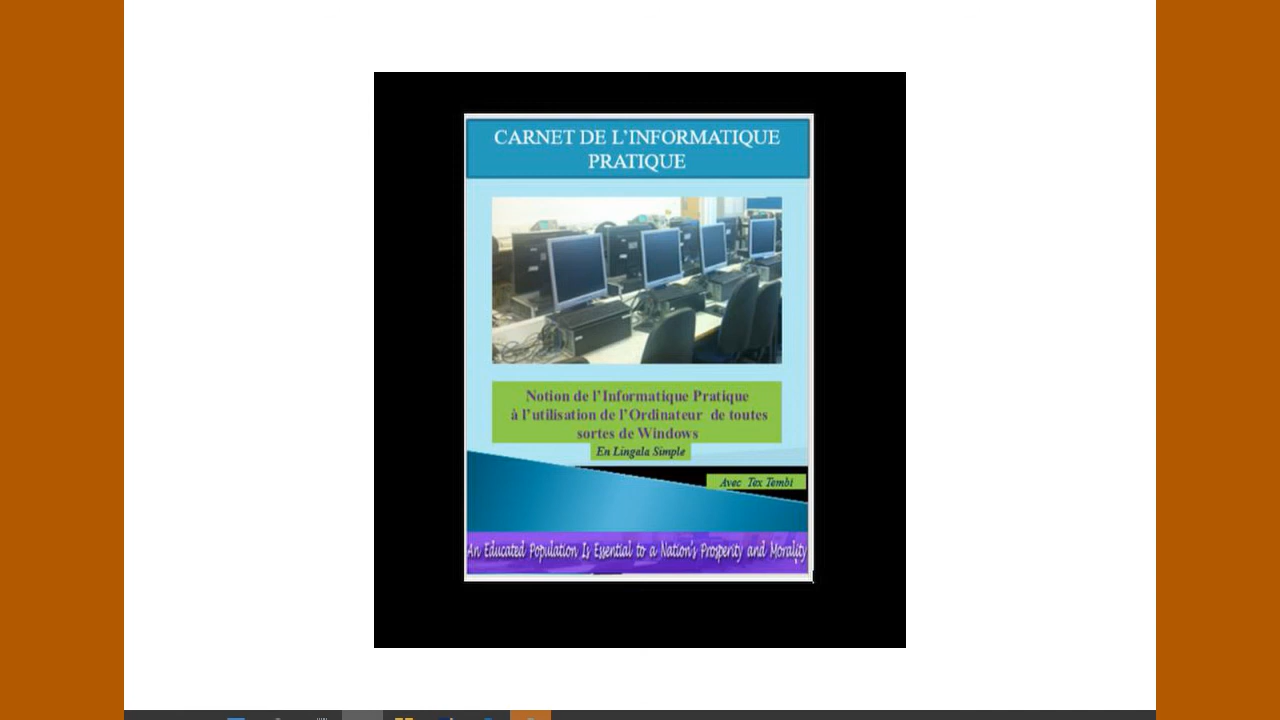 CARNET DE L'INFORMATIQUE
PRATIQUE
Notion de l'Informatique Pratique
à l'utilisation de l'Ordinateur de toutes
sortes de Windows
En Lingala Simple
Avec Tex Tembi
An Educated Population Is Essential to a Nation's Prosperity and Morality